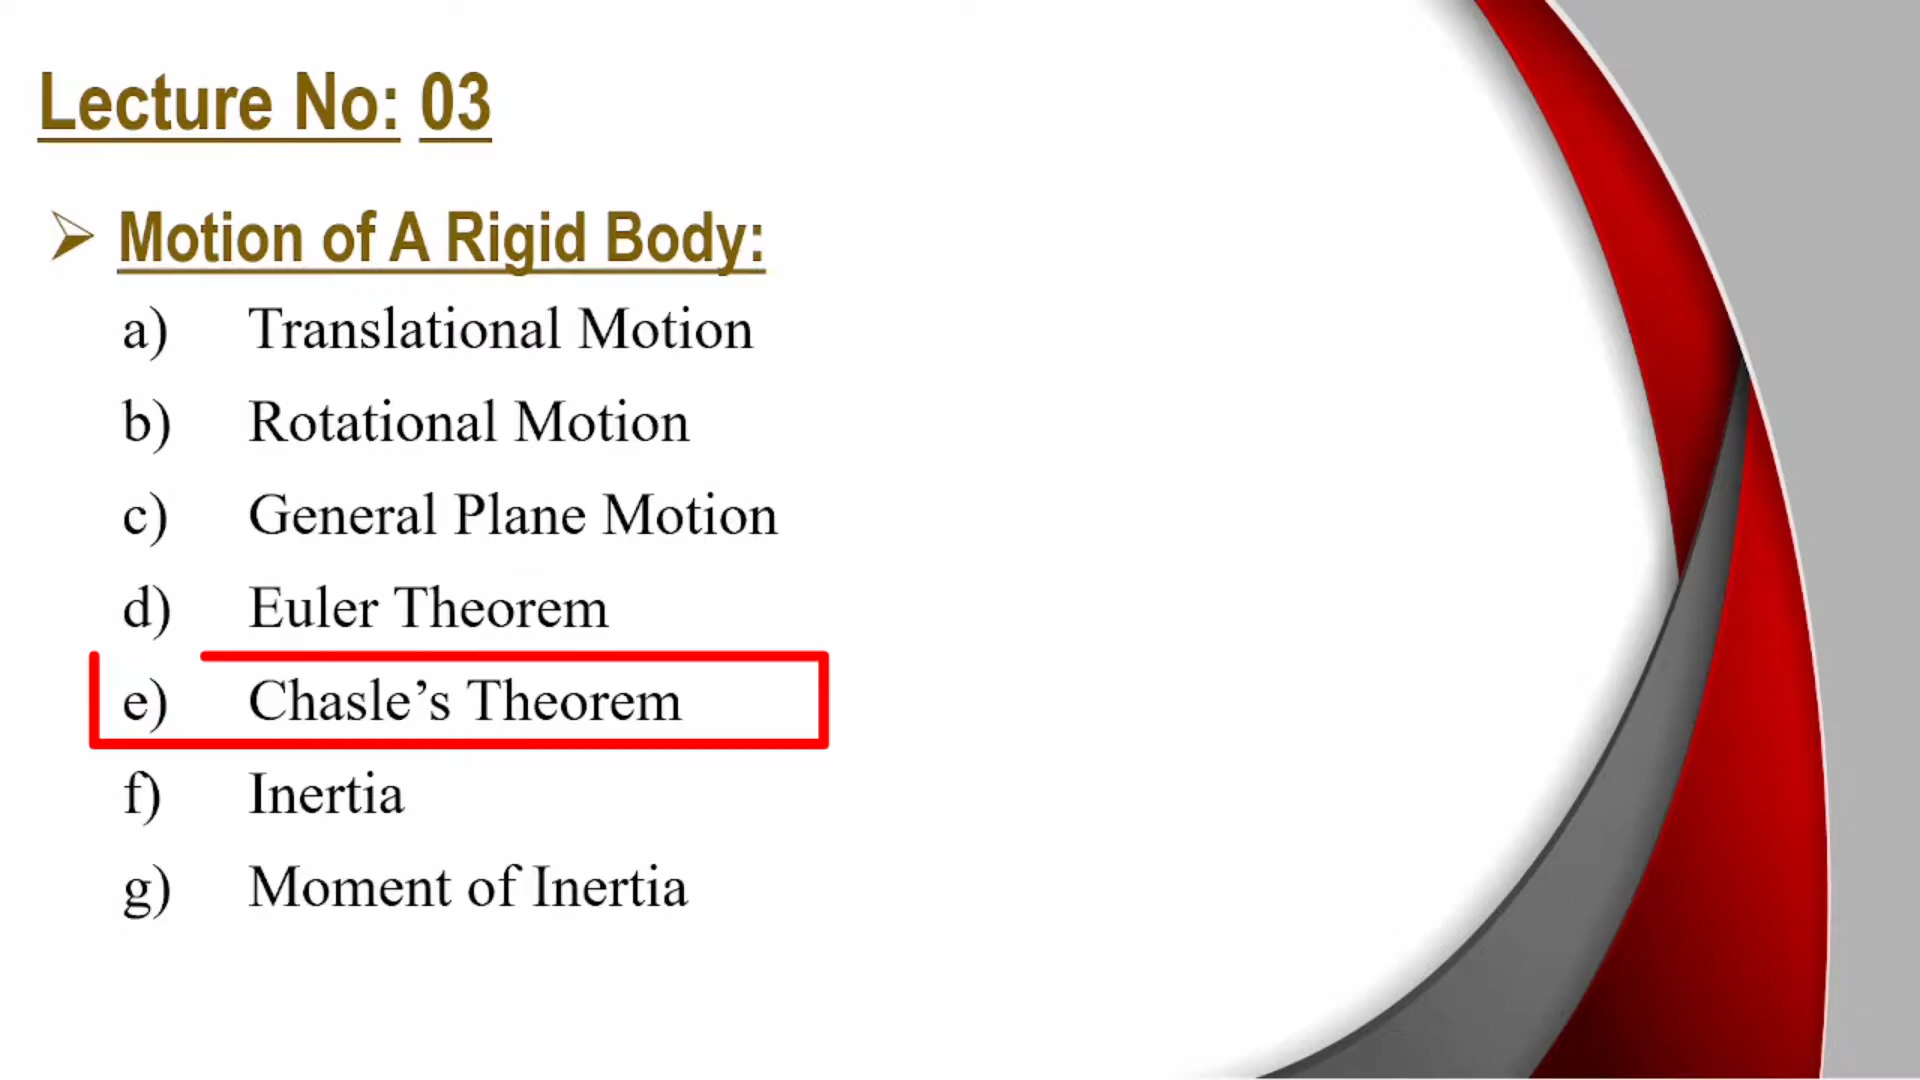 Lecture No: 03
➢ Motion of A Rigid Body:
a) Translational Motion
b) Rotational Motion
c) General Plane Motion
d) Euler Theorem
e) Chasle’s Theorem
f) Inertia
g) Moment of Inertia